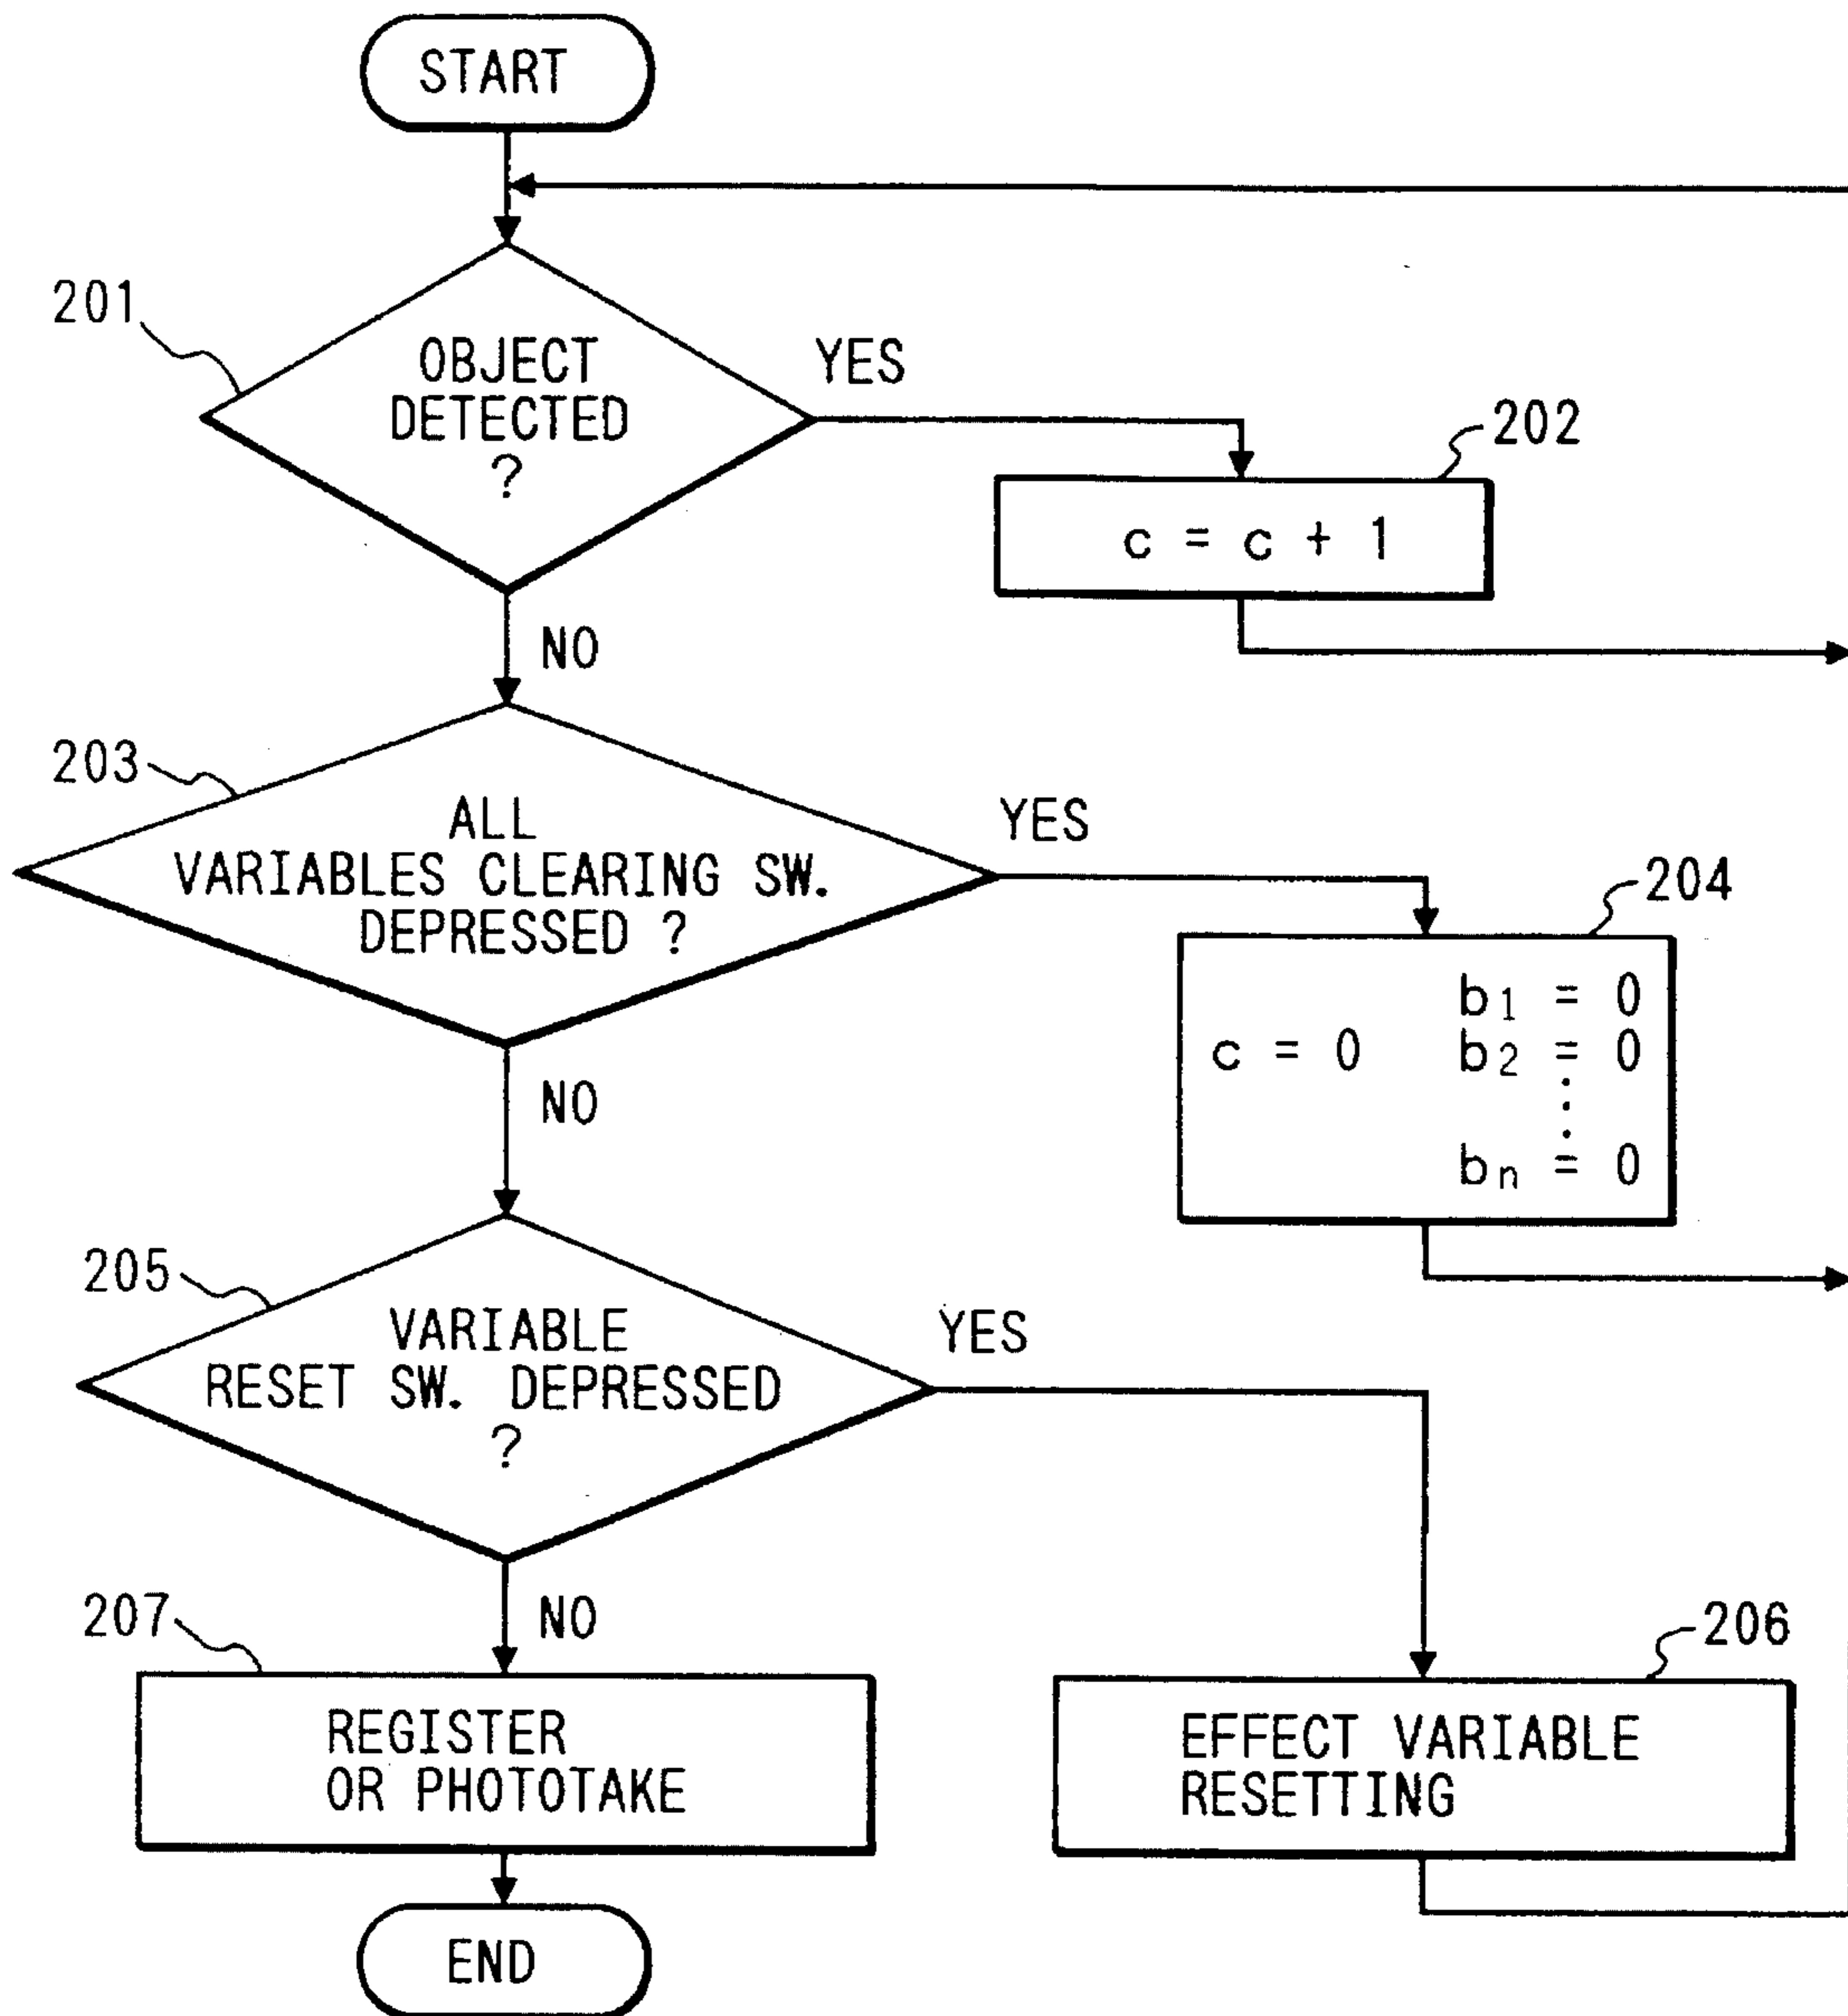 START
201
OBJECT
DETECTED
?
YES
202
c = c + 1
NO
203
ALL
VARIABLES CLEARING SW.
DEPRESSED ?
YES
204
b1 = 0
c = 0 b2 = 0
.
.
.
bn = 0
NO
205
VARIABLE
RESET SW. DEPRESSED
?
YES
NO
207
REGISTER
OR PHOTOTAKE
206
EFFECT VARIABLE
RESETTING
END